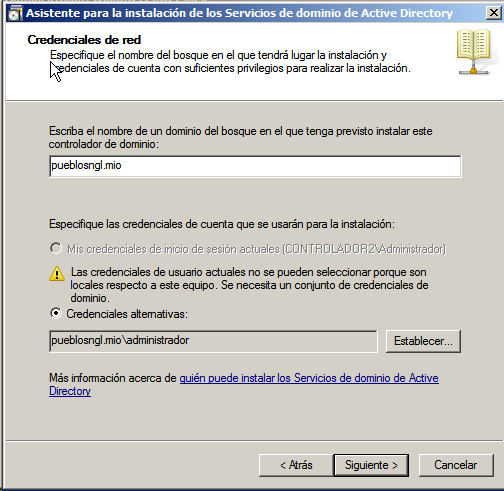 Asistente para la instalación de los Servicios de dominio de Active Directory
Credenciales de red
Especifique el nombre del bosque en el que tendrá lugar la instalación y
credenciales de cuenta con suficientes privilegios para realizar la instalación.
Escriba el nombre de un dominio del bosque en el que tenga previsto instalar este
controlador de dominio:
pueblosngl.mio
Especifique las credenciales de cuenta que se usarán para la instalación:
Mis credenciales de inicio de sesión actuales (CONTROLADOR2\Administrador)
Las credenciales de usuario actuales no se pueden seleccionar porque son
locales respecto a este equipo. Se necesita un conjunto de credenciales de
dominio.
Credenciales alternativas:
pueblosngl.mio\administrador
Establecer...
Más información acerca de quién puede instalar los Servicios de dominio de Active
Directory
< Atrás
Siguiente >
Cancelar